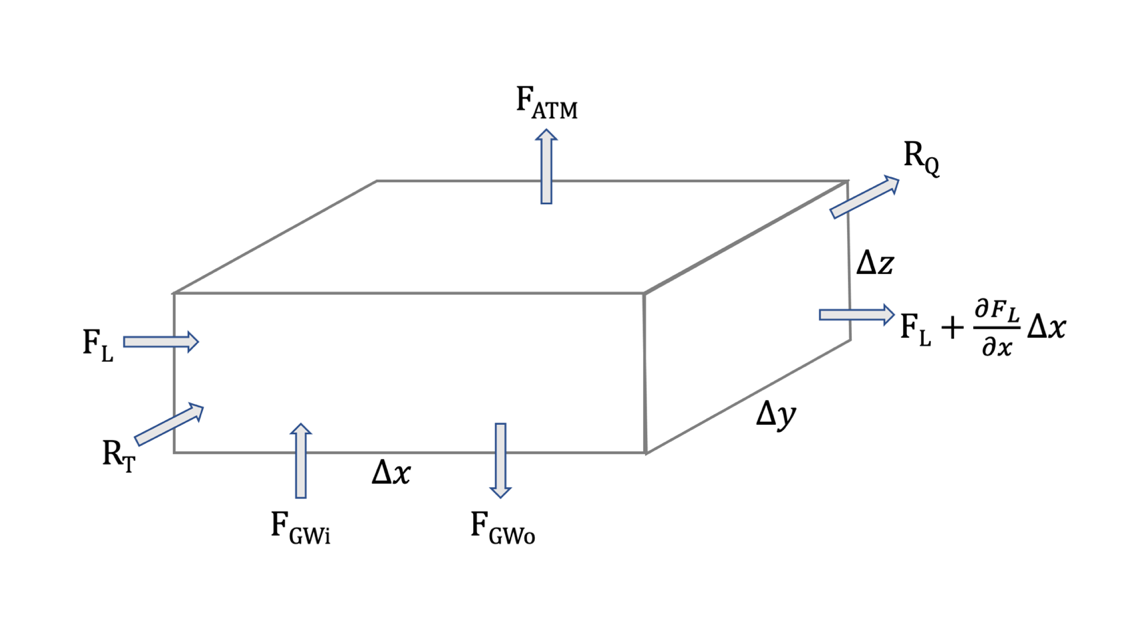 F_ATM
R_Q
Δz
F_L
F_L + ∂F_L/∂x Δx
Δy
R_T
Δx
F_GWi
F_GWo